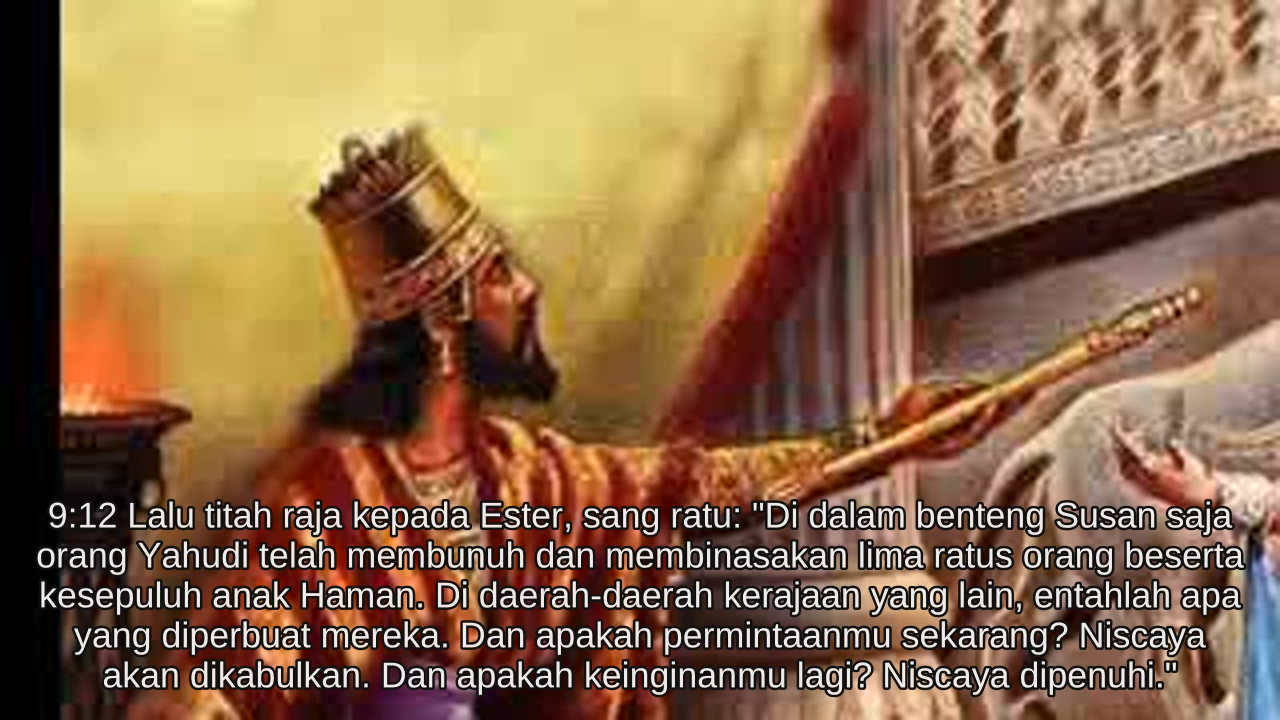 9:12 Lalu titah raja kepada Ester, sang ratu: "Di dalam benteng Susan saja
orang Yahudi telah membunuh dan membinasakan lima ratus orang beserta
kesepuluh anak Haman. Di daerah-daerah kerajaan yang lain, entahlah apa
yang diperbuat mereka. Dan apakah permintaanmu sekarang? Niscaya
akan dikabulkan. Dan apakah keinginanmu lagi? Niscaya dipenuhi."